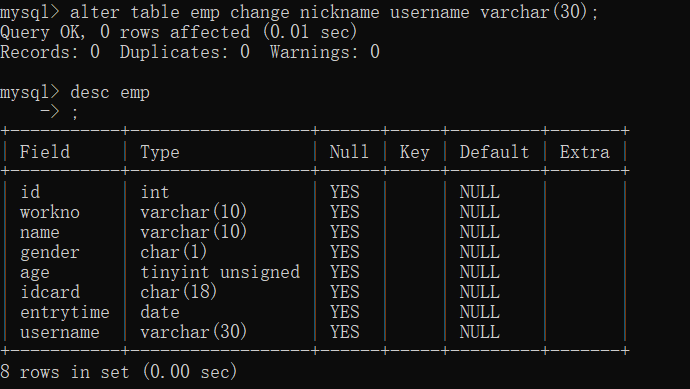 mysql> alter table emp change nickname username varchar(30);
Query OK, 0 rows affected (0.01 sec)
Records: 0  Duplicates: 0  Warnings: 0

mysql> desc emp
    -> ;
+-----------+------------------+------+-----+---------+-------+
| Field     | Type             | Null | Key | Default | Extra |
+-----------+------------------+------+-----+---------+-------+
| id        | int              | YES  |     | NULL    |       |
| workno    | varchar(10)      | YES  |     | NULL    |       |
| name      | varchar(10)      | YES  |     | NULL    |       |
| gender    | char(1)          | YES  |     | NULL    |       |
| age       | tinyint unsigned | YES  |     | NULL    |       |
| idcard    | char(18)         | YES  |     | NULL    |       |
| entrytime | date             | YES  |     | NULL    |       |
| username  | varchar(30)      | YES  |     | NULL    |       |
+-----------+------------------+------+-----+---------+-------+
8 rows in set (0.00 sec)